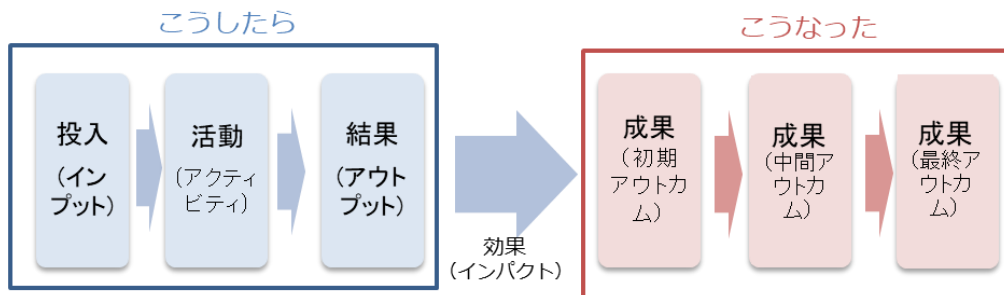 こうしたら
こうなった
投入
(イン
プット)
活動
(アクティ
ビティ)
結果
(アウト
プット)
効果
(インパクト)
成果
(初期
アウトカ
ム)
成果
(中間ア
ウトカ
ム)
成果
(最終ア
ウトカ
ム)